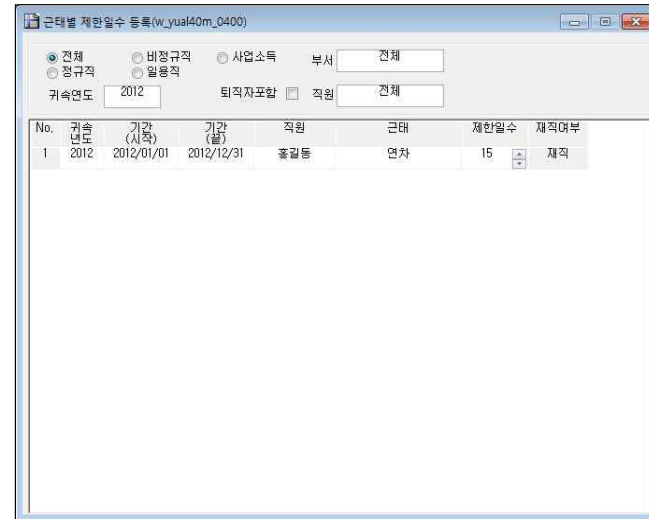 근태별 제한일수 등록(w_yual40m_0400)
전체 비정규직 사업소득 부서 전체
정규직 일용직
귀속연도 2012 퇴직자포함 직원 전체
No. 귀속년도 기간(시작) 기간(끝) 직원 근태 제한일수 재직여부
1 2012 2012/01/01 2012/12/31 홍길동 연차 15 재직